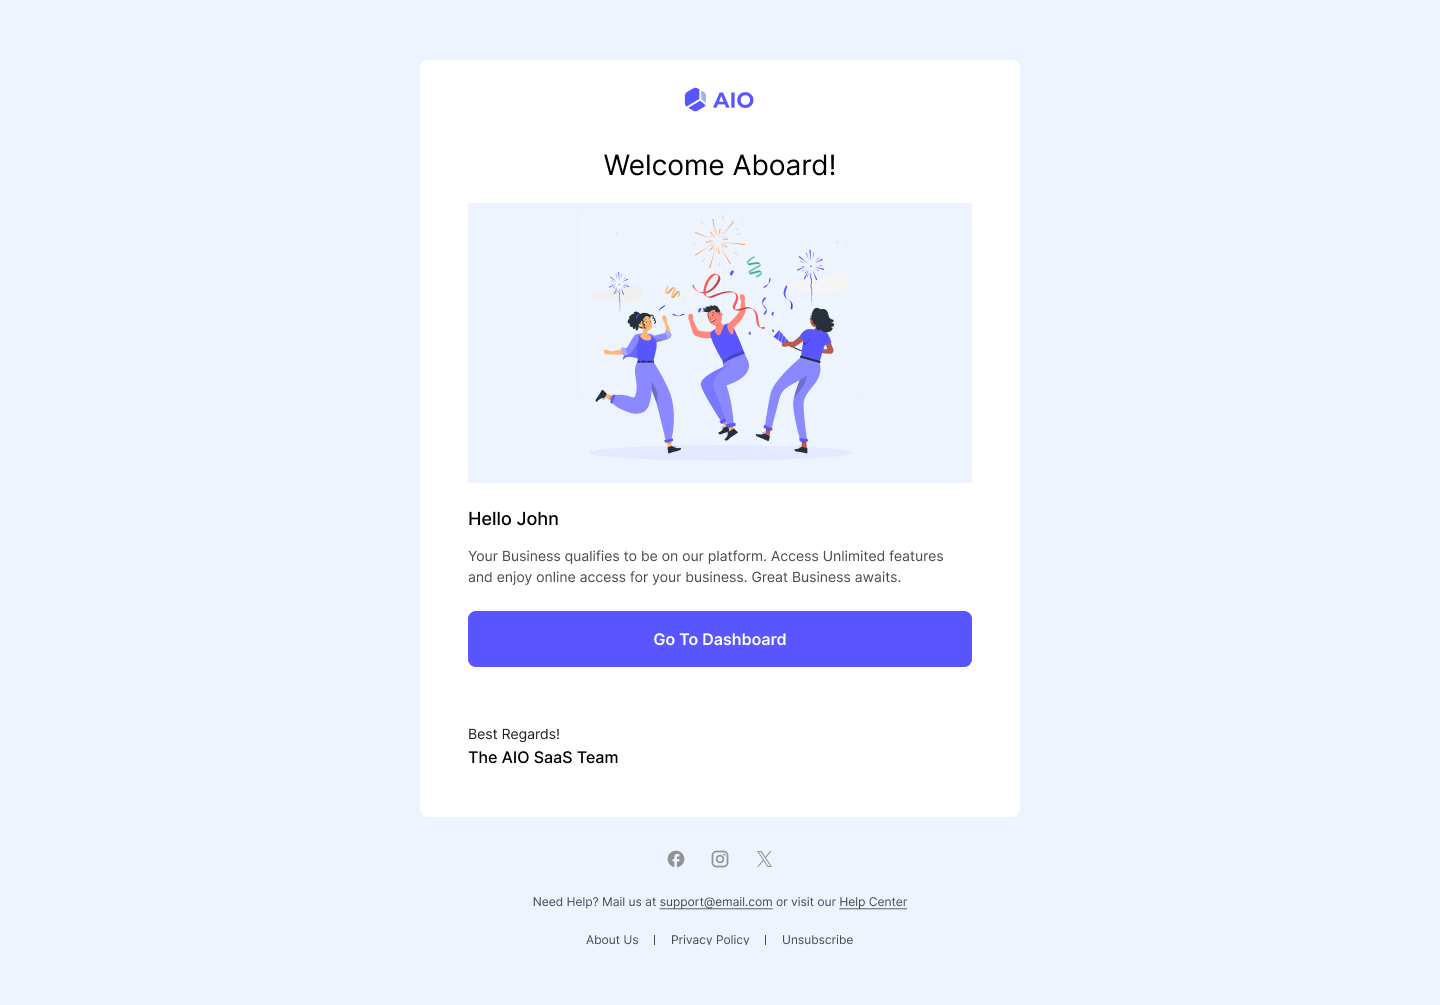 AIO
Welcome Aboard!
Hello John
Your Business qualifies to be on our platform. Access Unlimited features
and enjoy online access for your business. Great Business awaits.
Go To Dashboard
Best Regards!
The AIO SaaS Team
Need Help? Mail us at support@email.com or visit our Help Center
About Us | Privacy Policy | Unsubscribe